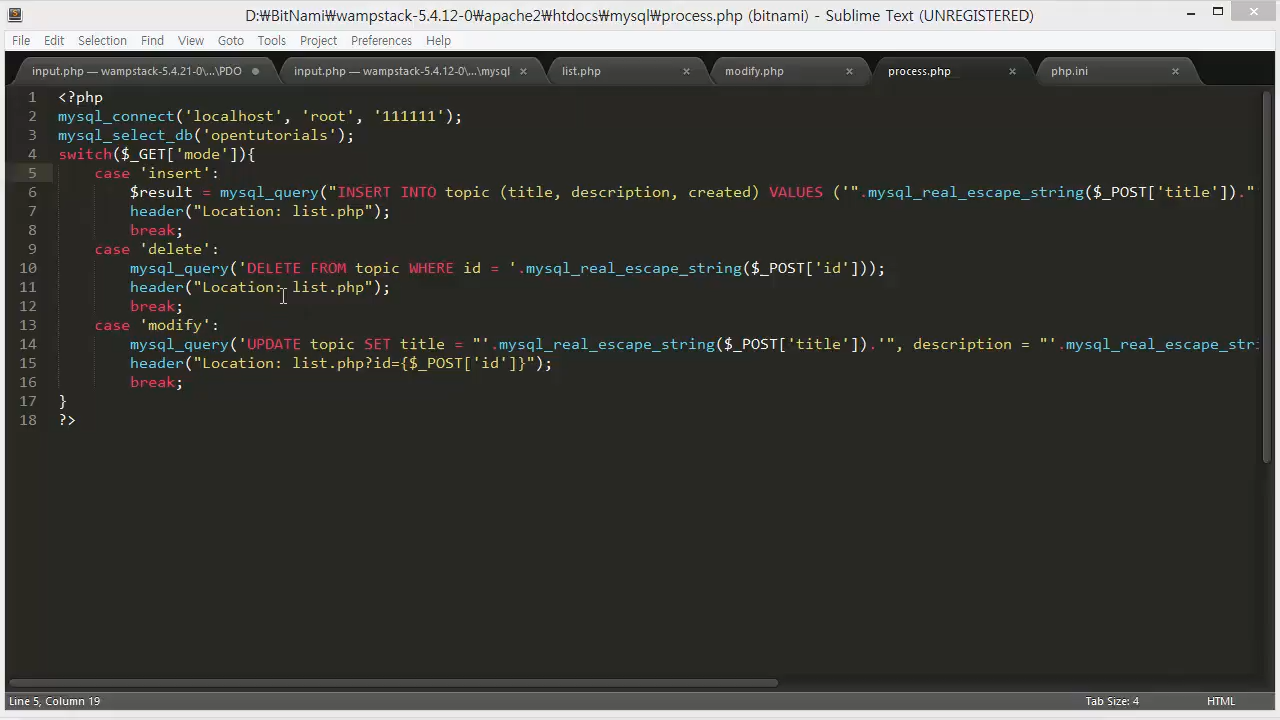 D:₩BitNami₩wampstack-5.4.12-0₩apache2₩htdocs₩mysql₩process.php (bitnami) - Sublime Text (UNREGISTERED)
File Edit Selection Find View Goto Tools Project Preferences Help
input.php — wampstack-5.4.21-0\...\PDO input.php — wampstack-5.4.12-0\...\mysql list.php modify.php process.php php.ini
1 <?php
2 mysql_connect('localhost', 'root', '111111');
3 mysql_select_db('opentutorials');
4 switch($_GET['mode']){
5     case 'insert':
6         $result = mysql_query("INSERT INTO topic (title, description, created) VALUES ('".mysql_real_escape_string($_POST['title'])."
7         header("Location: list.php");
8         break;
9     case 'delete':
10         mysql_query('DELETE FROM topic WHERE id = '.mysql_real_escape_string($_POST['id']));
11         header("Location: list.php");
12         break;
13     case 'modify':
14         mysql_query('UPDATE topic SET title = "'.mysql_real_escape_string($_POST['title']).'", description = "'.mysql_real_escape_stri
15         header("Location: list.php?id={$_POST['id']}");
16         break;
17 }
18 ?>
Line 5, Column 19 Tab Size: 4 HTML